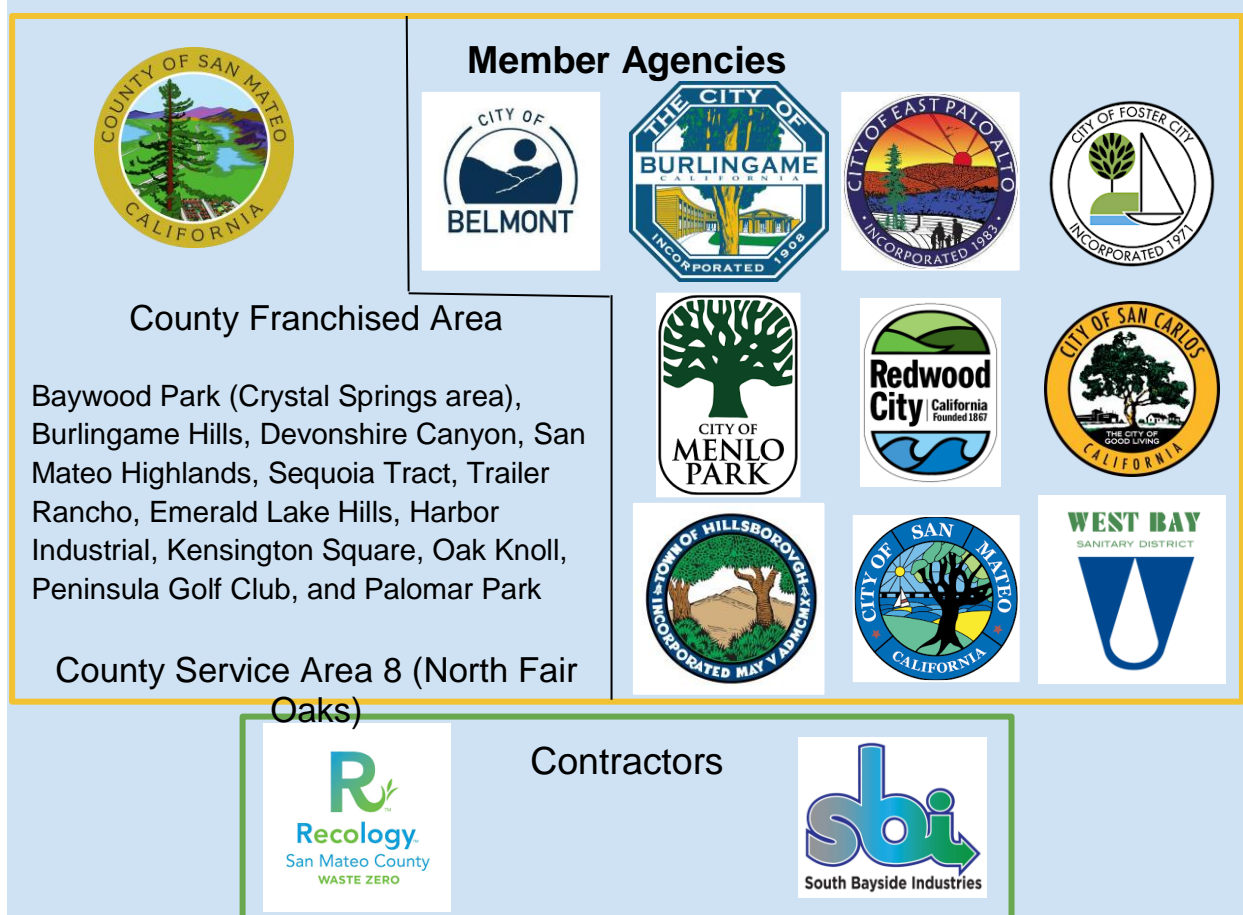 COUNTY OF SAN MATEO
CALIFORNIA
County Franchised Area
Baywood Park (Crystal Springs area),
Burlingame Hills, Devonshire Canyon, San
Mateo Highlands, Sequoia Tract, Trailer
Rancho, Emerald Lake Hills, Harbor
Industrial, Kensington Square, Oak Knoll,
Peninsula Golf Club, and Palomar Park
County Service Area 8 (North Fair
Oaks)
Member Agencies
CITY OF
BELMONT
THE CITY OF
BURLINGAME
CALIFORNIA
INCORPORATED 1908
CITY OF EAST PALO ALTO
• INCORPORATED 1983 •
CITY OF FOSTER CITY
INCORPORATED 1971
CITY OF
MENLO
PARK
Redwood
City
California
Founded 1867
CITY OF SAN CARLOS
THE CITY OF
GOOD LIVING
CALIFORNIA
TOWN OF HILLSBOROVGH
INCORPORATED MAY V ADMCMX
CITY OF SAN MATEO
CALIFORNIA
WEST BAY
SANITARY DISTRICT
Contractors
R
TM
Recology
San Mateo County
WASTE ZERO
sbi
South Bayside Industries